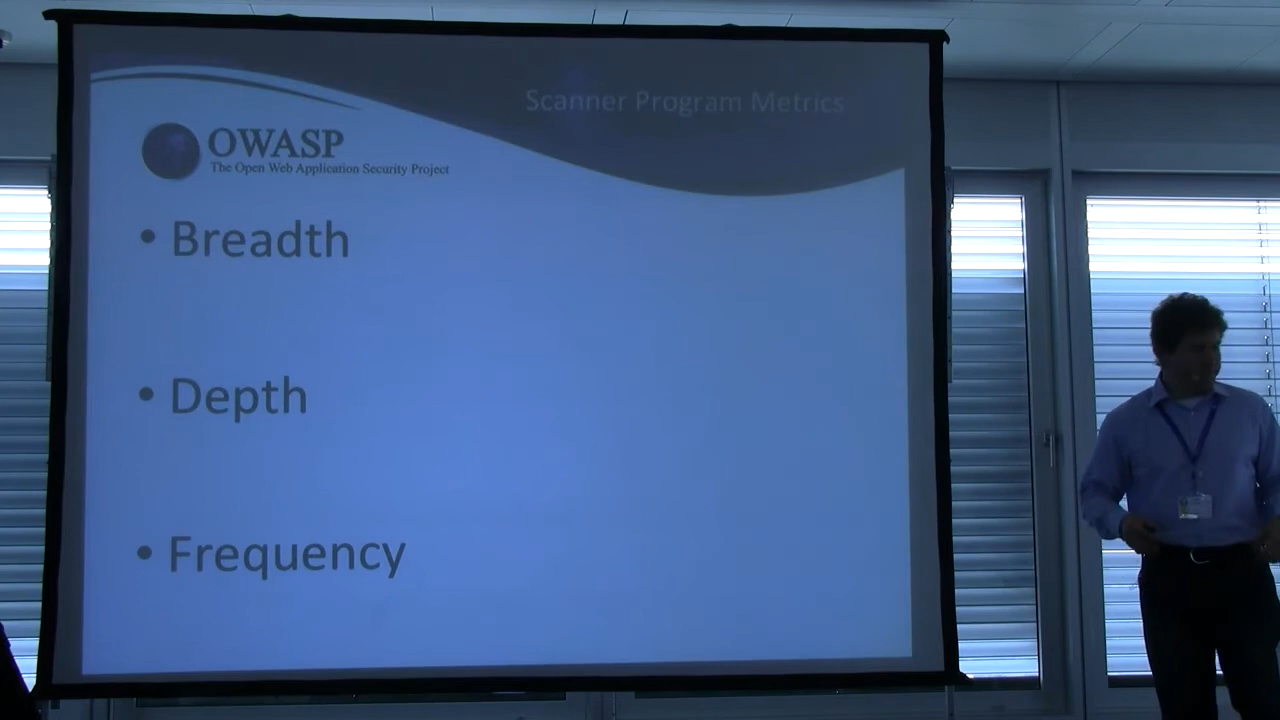 Scanner Program Metrics
OWASP
The Open Web Application Security Project
• Breadth
• Depth
• Frequency